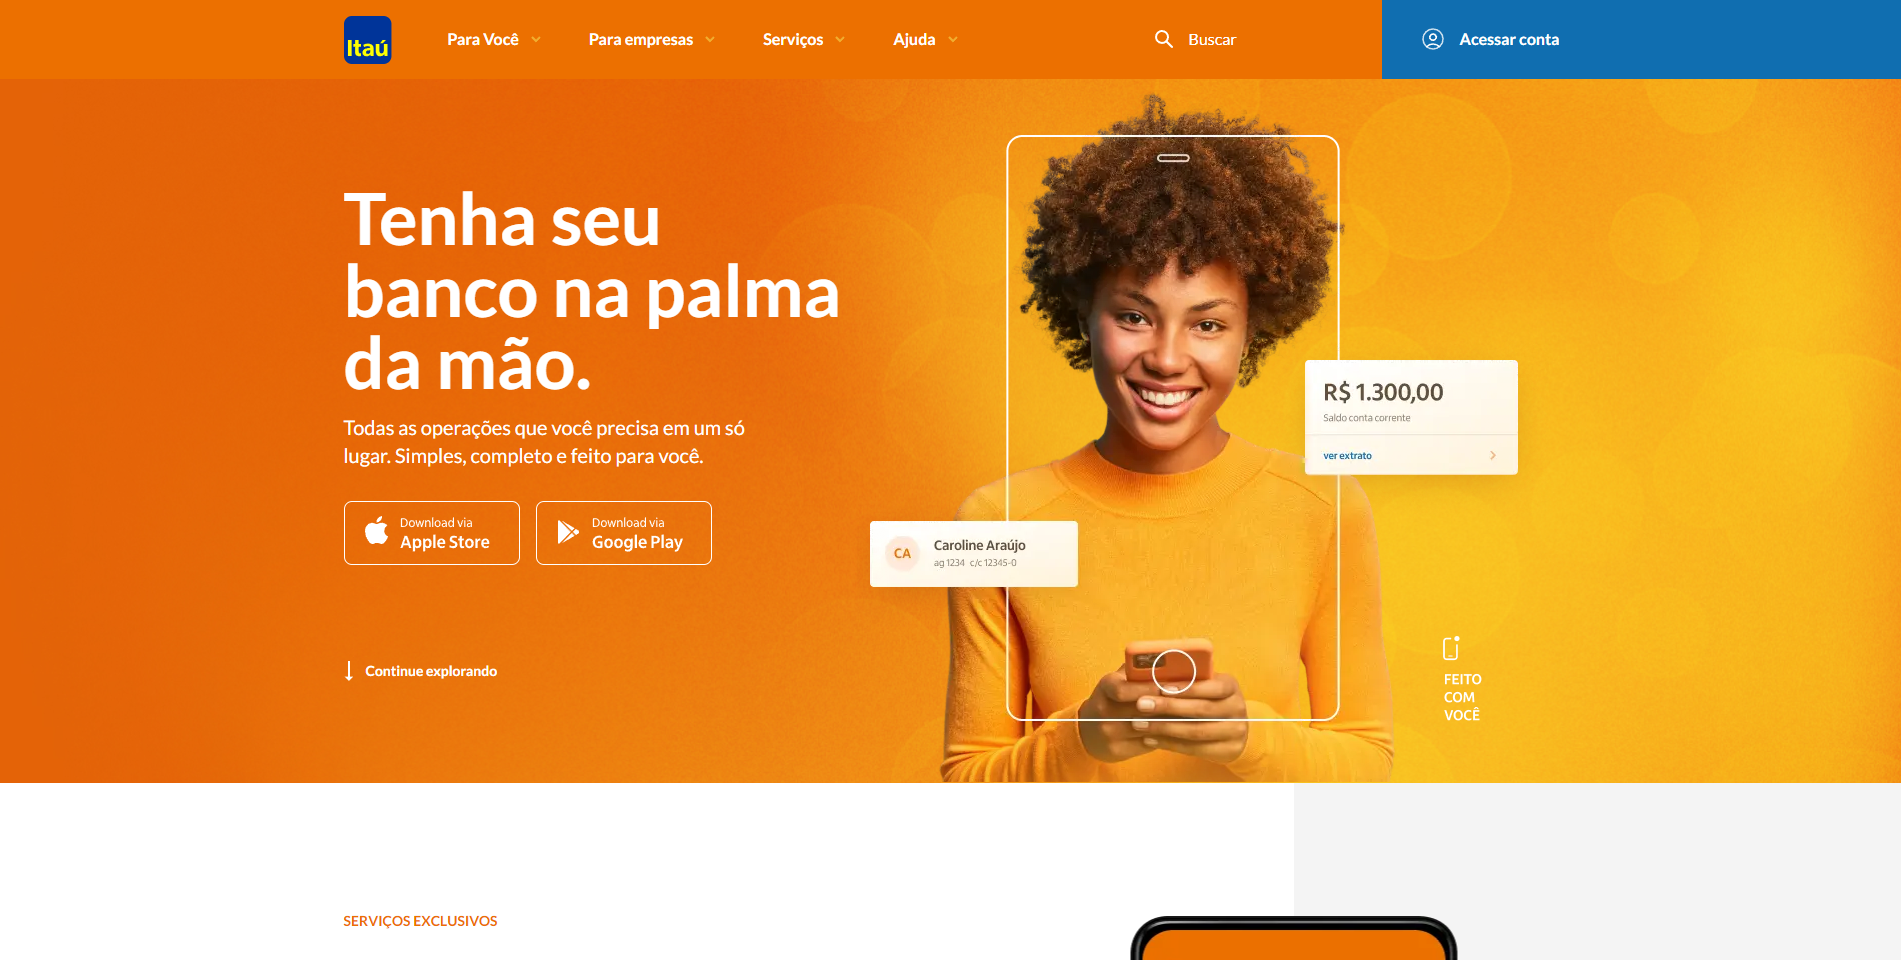 Itaú
Para Você
Para empresas
Serviços
Ajuda
Buscar
Acessar conta
Tenha seu
banco na palma
da mão.
Todas as operações que você precisa em um só
lugar. Simples, completo e feito para você.
Download via
Apple Store
Download via
Google Play
Continue explorando
R$ 1.300,00
Saldo conta corrente
ver extrato
CA
Caroline Araújo
ag 1234 c/c 12345-0
FEITO
COM
VOCÊ
SERVIÇOS EXCLUSIVOS